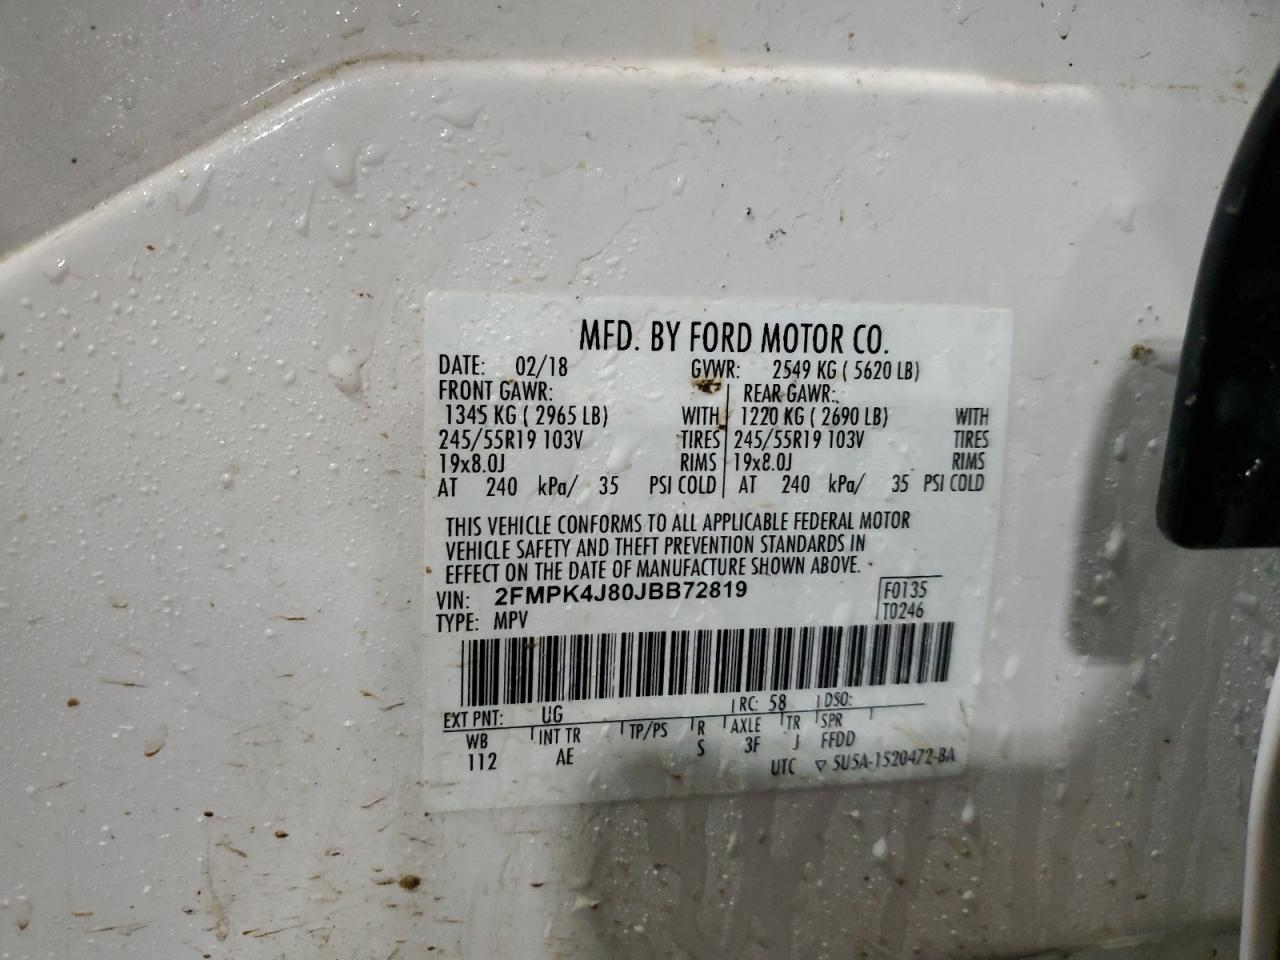 MFD. BY FORD MOTOR CO.
DATE: 02/18 GVWR: 2549 KG ( 5620 LB)
FRONT GAWR: REAR GAWR:
1345 KG ( 2965 LB) WITH 1220 KG ( 2690 LB) WITH
245/55R19 103V TIRES 245/55R19 103V TIRES
19x8.0J RIMS 19x8.0J RIMS
AT 240 kPa/ 35 PSI COLD AT 240 kPa/ 35 PSI COLD
THIS VEHICLE CONFORMS TO ALL APPLICABLE FEDERAL MOTOR
VEHICLE SAFETY AND THEFT PREVENTION STANDARDS IN
EFFECT ON THE DATE OF MANUFACTURE SHOWN ABOVE.
VIN: 2FMPK4J80JBB72819 F0135
TYPE: MPV T0246
EXT PNT: UG RC: 58 DSO:
WB INT TR TP/PS R AXLE TR SPR
112 AE S 3F J FFDD
UTC ▽ 5U5A-1520472-BA